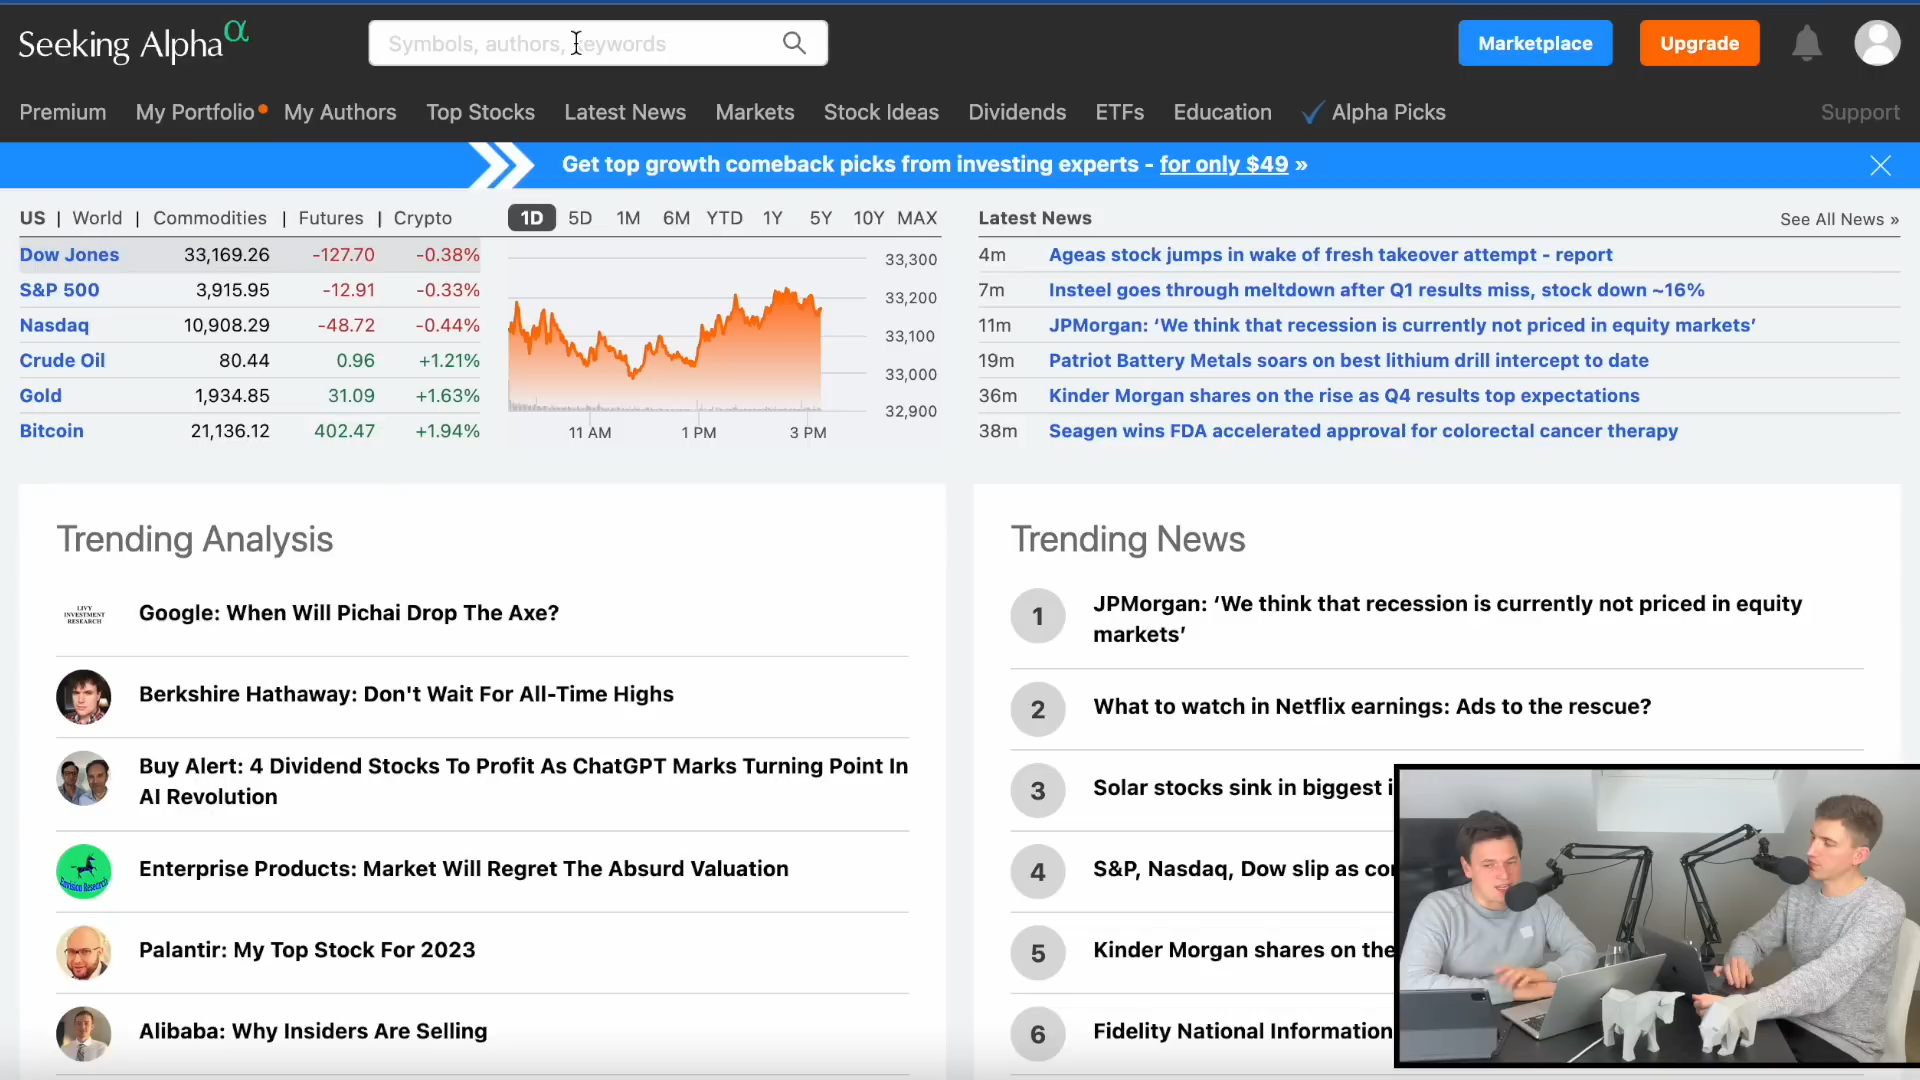 Seeking Alpha α
Symbols, authors, keywords
Marketplace
Upgrade
Premium My Portfolio My Authors Top Stocks Latest News Markets Stock Ideas Dividends ETFs Education Alpha Picks Support
Get top growth comeback picks from investing experts - for only $49 »
US | World | Commodities | Futures | Crypto
Dow Jones 33,169.26 -127.70 -0.38%
S&P 500 3,915.95 -12.91 -0.33%
Nasdaq 10,908.29 -48.72 -0.44%
Crude Oil 80.44 0.96 +1.21%
Gold 1,934.85 31.09 +1.63%
Bitcoin 21,136.12 402.47 +1.94%
1D 5D 1M 6M YTD 1Y 5Y 10Y MAX
33,300
33,200
33,100
33,000
32,900
11 AM 1 PM 3 PM
Latest News See All News »
4m Ageas stock jumps in wake of fresh takeover attempt - report
7m Insteel goes through meltdown after Q1 results miss, stock down ~16%
11m JPMorgan: ‘We think that recession is currently not priced in equity markets’
19m Patriot Battery Metals soars on best lithium drill intercept to date
36m Kinder Morgan shares on the rise as Q4 results top expectations
38m Seagen wins FDA accelerated approval for colorectal cancer therapy
Trending Analysis
LIVY
INVESTMENT
RESEARCH
Google: When Will Pichai Drop The Axe?
Berkshire Hathaway: Don't Wait For All-Time Highs
Buy Alert: 4 Dividend Stocks To Profit As ChatGPT Marks Turning Point In
AI Revolution
Envision Research
Enterprise Products: Market Will Regret The Absurd Valuation
Palantir: My Top Stock For 2023
Alibaba: Why Insiders Are Selling
Trending News
1 JPMorgan: ‘We think that recession is currently not priced in equity
markets’
2 What to watch in Netflix earnings: Ads to the rescue?
3 Solar stocks sink in biggest i
4 S&P, Nasdaq, Dow slip as co
5 Kinder Morgan shares on the
6 Fidelity National Information